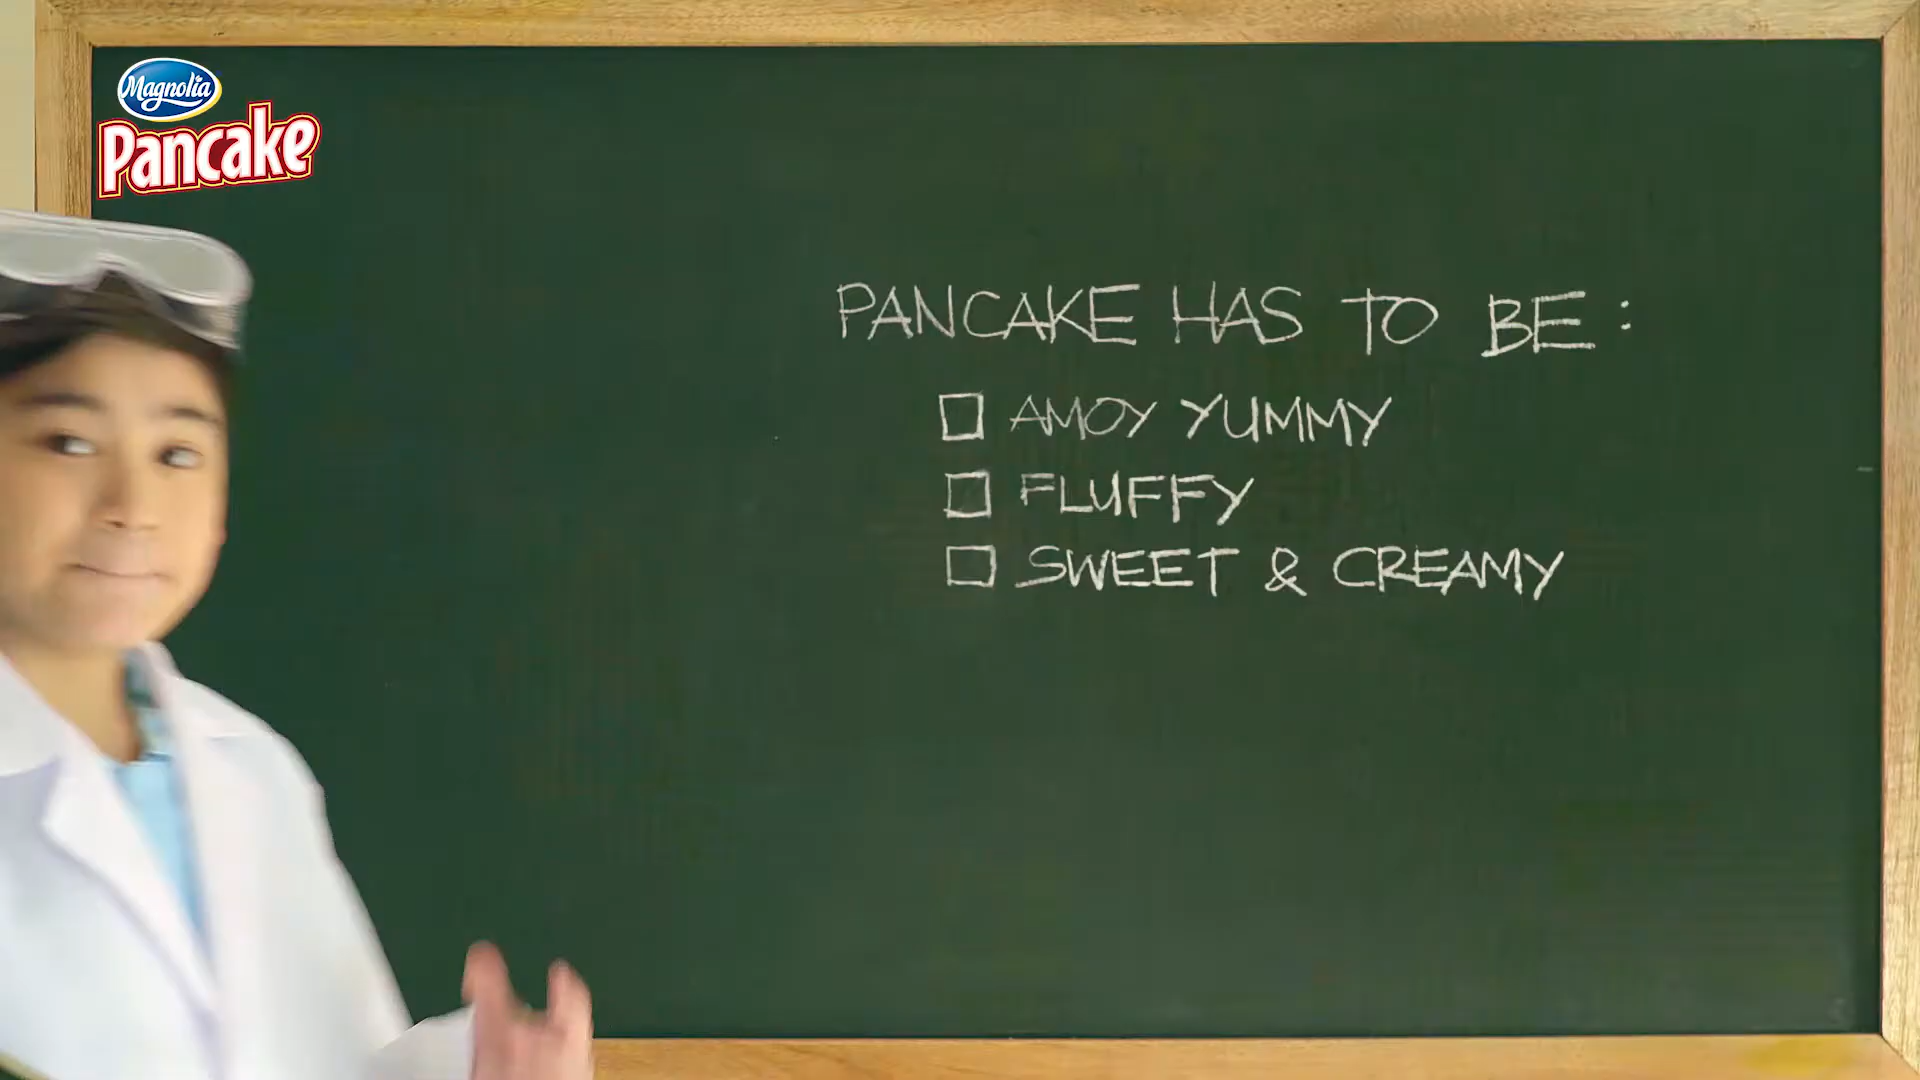 Magnolia
Pancake
PANCAKE HAS TO BE:
AMOY YUMMY
FLUFFY
SWEET & CREAMY